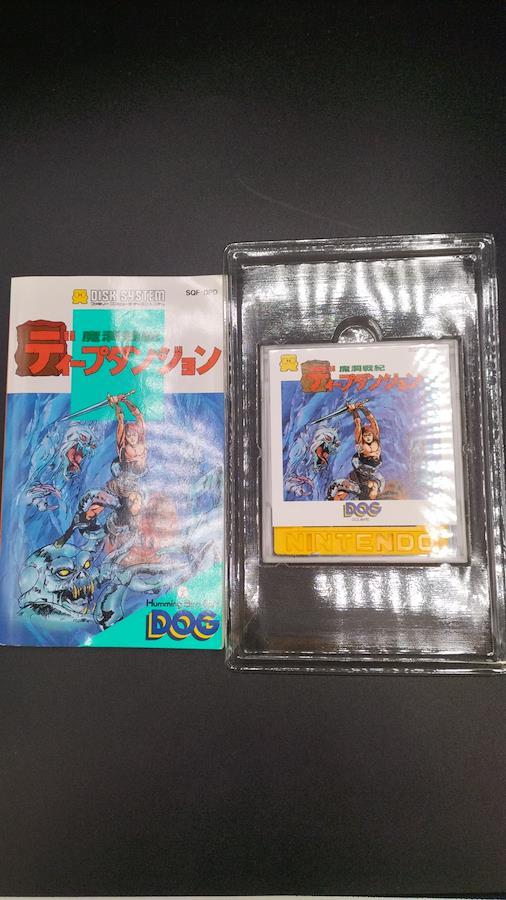 DISK SYSTEM
SQF-DPD
魔洞戦紀
ディープダンジョン
Humming Bird Soft
DOG
魔洞戦紀
ディープダンジョン
DOG
SQUARE
NINTENDO